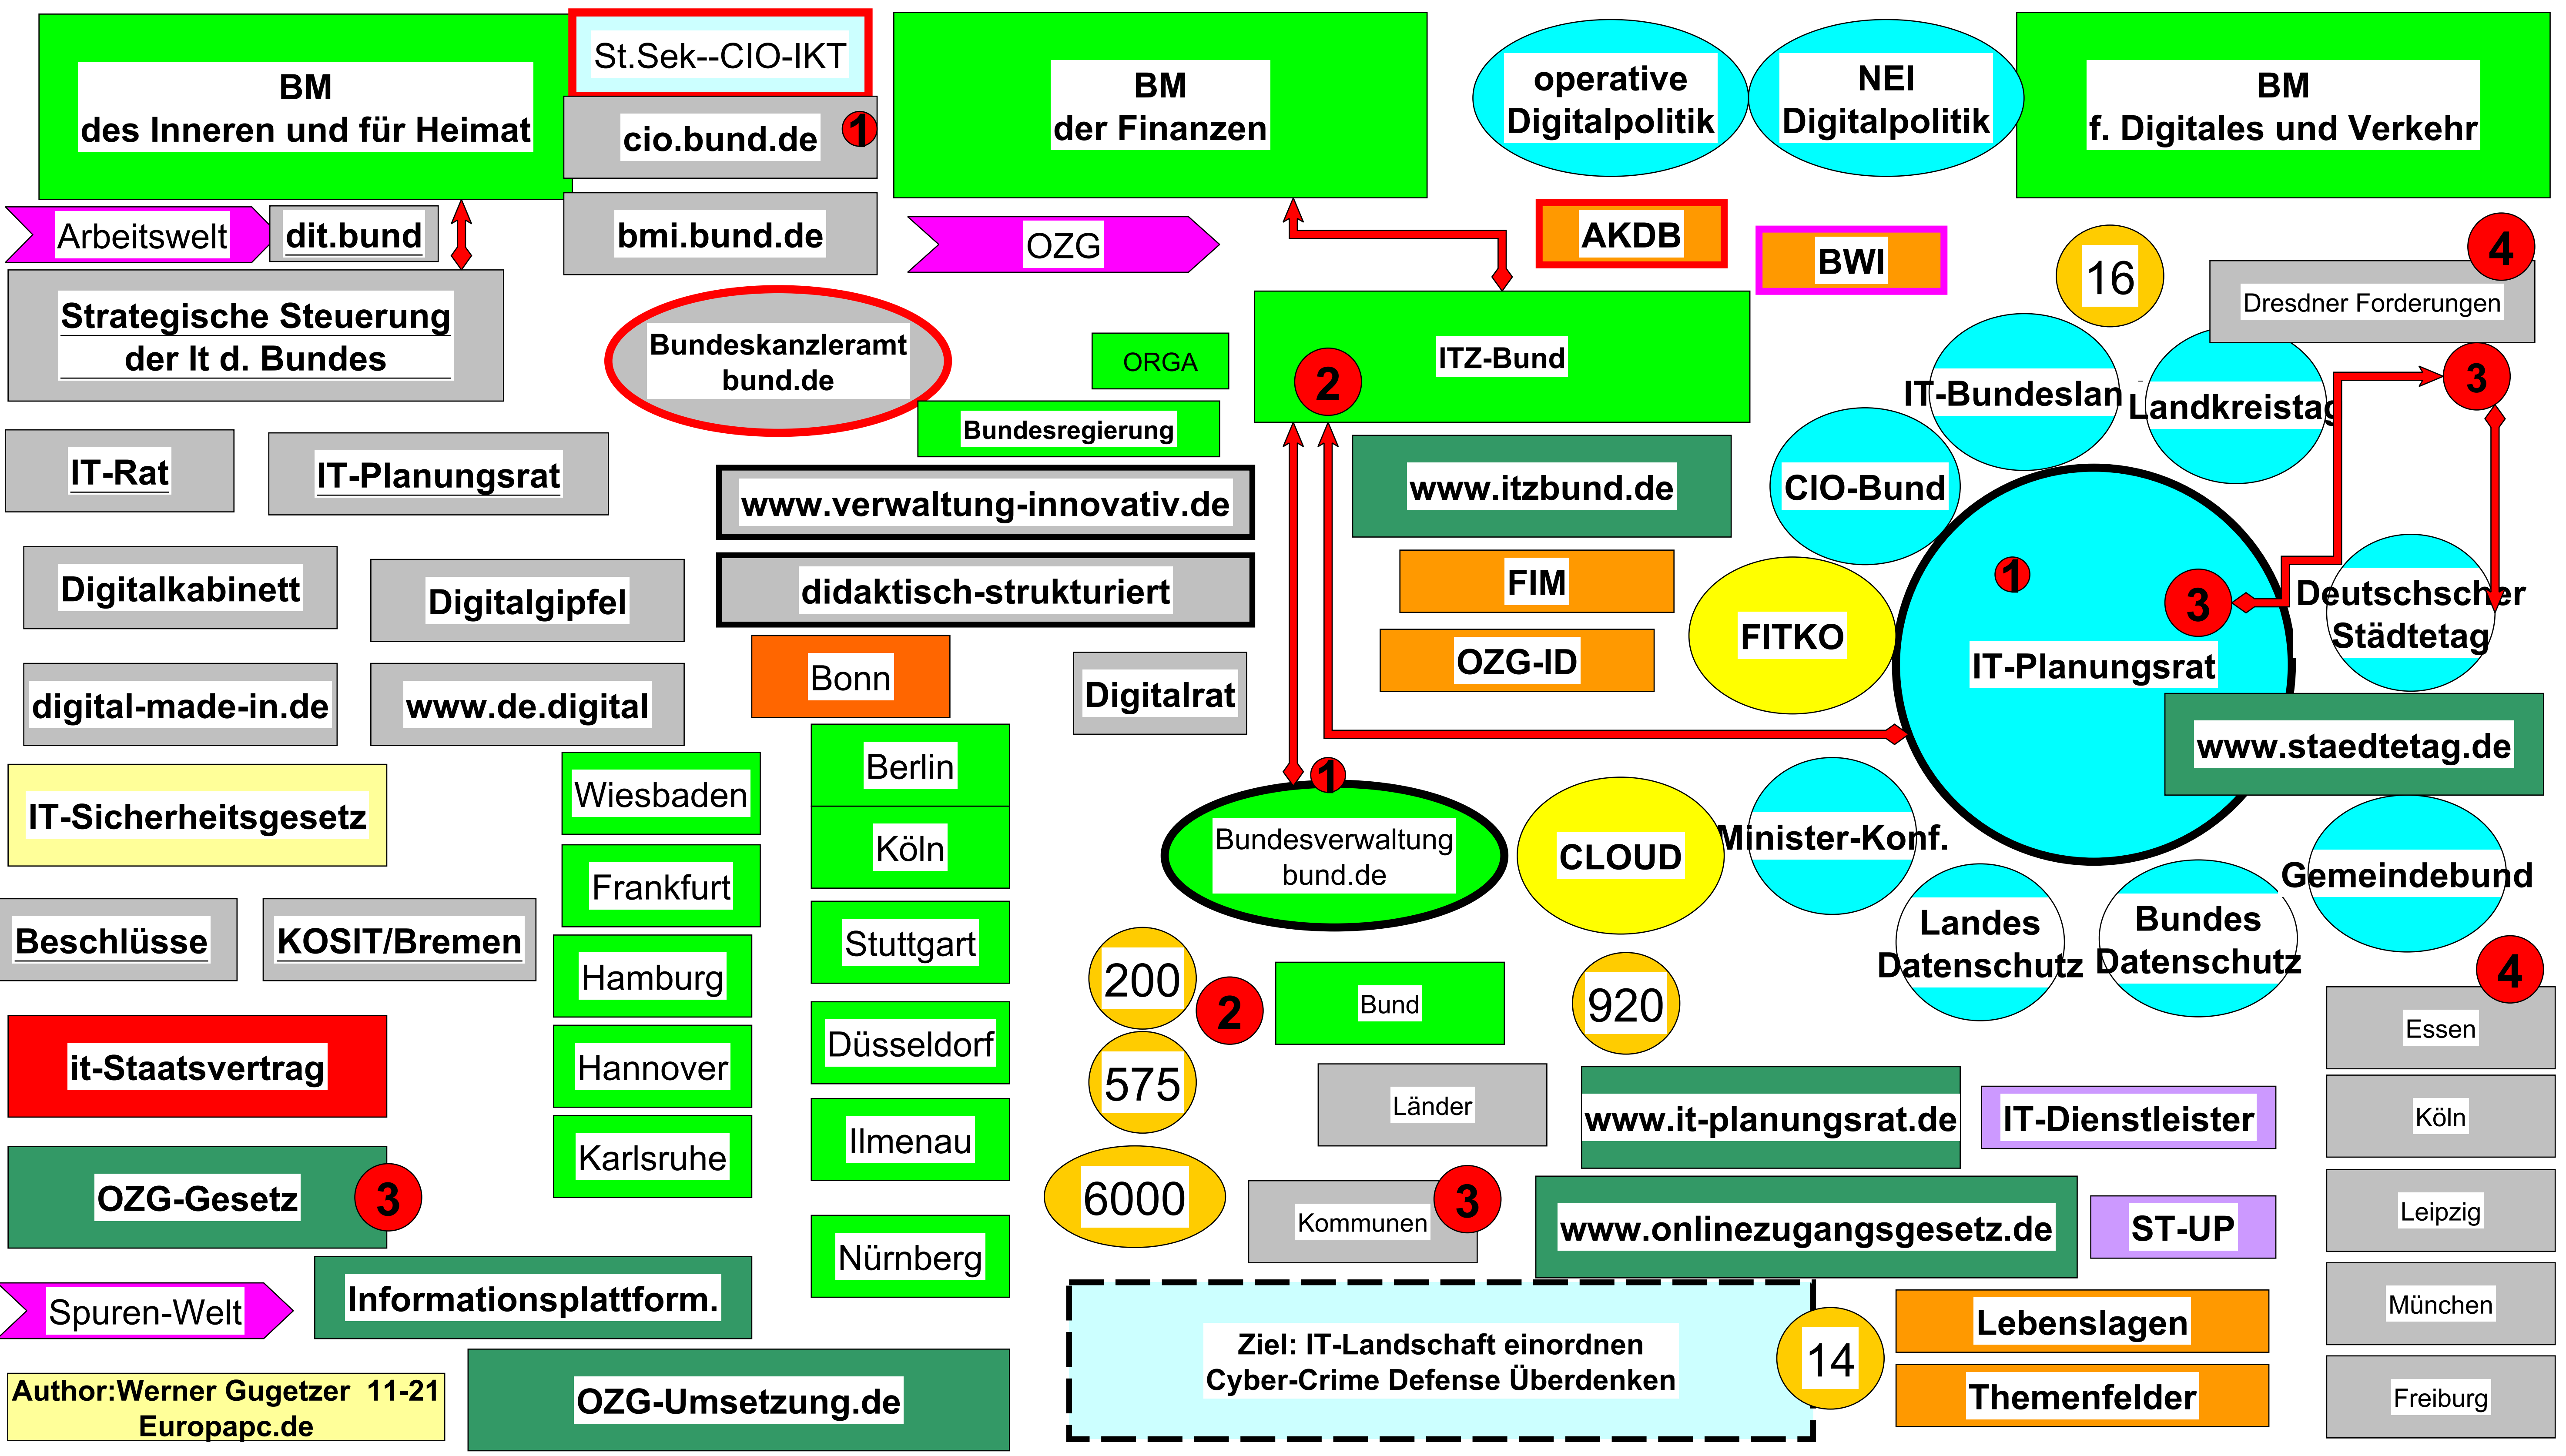 BM
des Inneren und für Heimat
St.Sek--CIO-IKT
cio.bund.de
1
bmi.bund.de
BM
der Finanzen
operative
Digitalpolitik
NEI
Digitalpolitik
BM
f. Digitales und Verkehr
Arbeitswelt
dit.bund
OZG
AKDB
BWI
16
4
Dresdner Forderungen
Strategische Steuerung
der It d. Bundes
Bundeskanzleramt
bund.de
ORGA
Bundesregierung
ITZ-Bund
2
IT-Bundeslan
Landkreistag
3
IT-Rat
IT-Planungsrat
www.verwaltung-innovativ.de
www.itzbund.de
CIO-Bund
Digitalkabinett
Digitalgipfel
didaktisch-strukturiert
FIM
OZG-ID
FITKO
1
3
IT-Planungsrat
Deutschscher
Städtetag
digital-made-in.de
www.de.digital
Bonn
Digitalrat
www.staedtetag.de
IT-Sicherheitsgesetz
Wiesbaden
Berlin
Köln
Frankfurt
1
Bundesverwaltung
bund.de
CLOUD
Minister-Konf.
Gemeindebund
Landes
Datenschutz
Bundes
Datenschutz
Beschlüsse
KOSIT/Bremen
Hamburg
Stuttgart
200
2
Bund
920
4
Essen
it-Staatsvertrag
Hannover
Düsseldorf
575
Länder
www.it-planungsrat.de
IT-Dienstleister
Köln
Karlsruhe
Ilmenau
OZG-Gesetz
3
6000
Kommunen
3
www.onlinezugangsgesetz.de
ST-UP
Leipzig
Nürnberg
Spuren-Welt
Informationsplattform.
Ziel: IT-Landschaft einordnen
Cyber-Crime Defense Überdenken
14
Lebenslagen
Themenfelder
München
Freiburg
Author:Werner Gugetzer 11-21
Europapc.de
OZG-Umsetzung.de